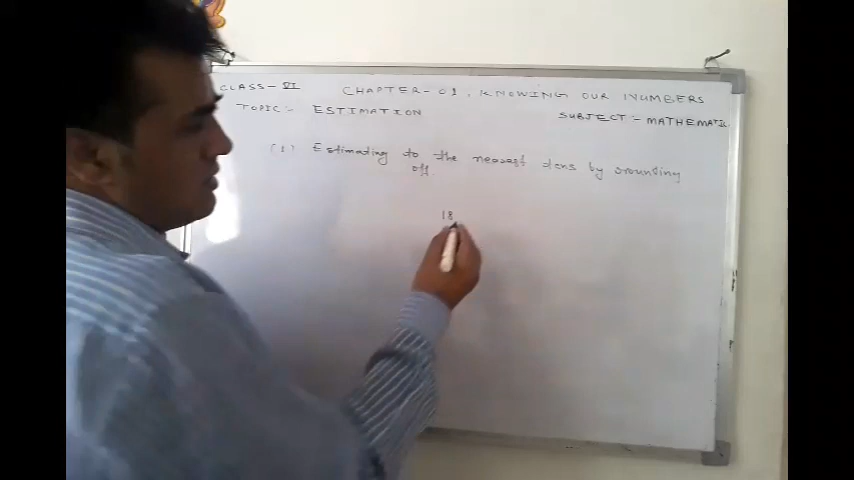 CLASS-VI CHAPTER-01, KNOWING OUR NUMBERS
TOPIC:- ESTIMATION SUBJECT:- MATHEMATIC
(1) Estimating to the nearest tens by rounding
off.
18